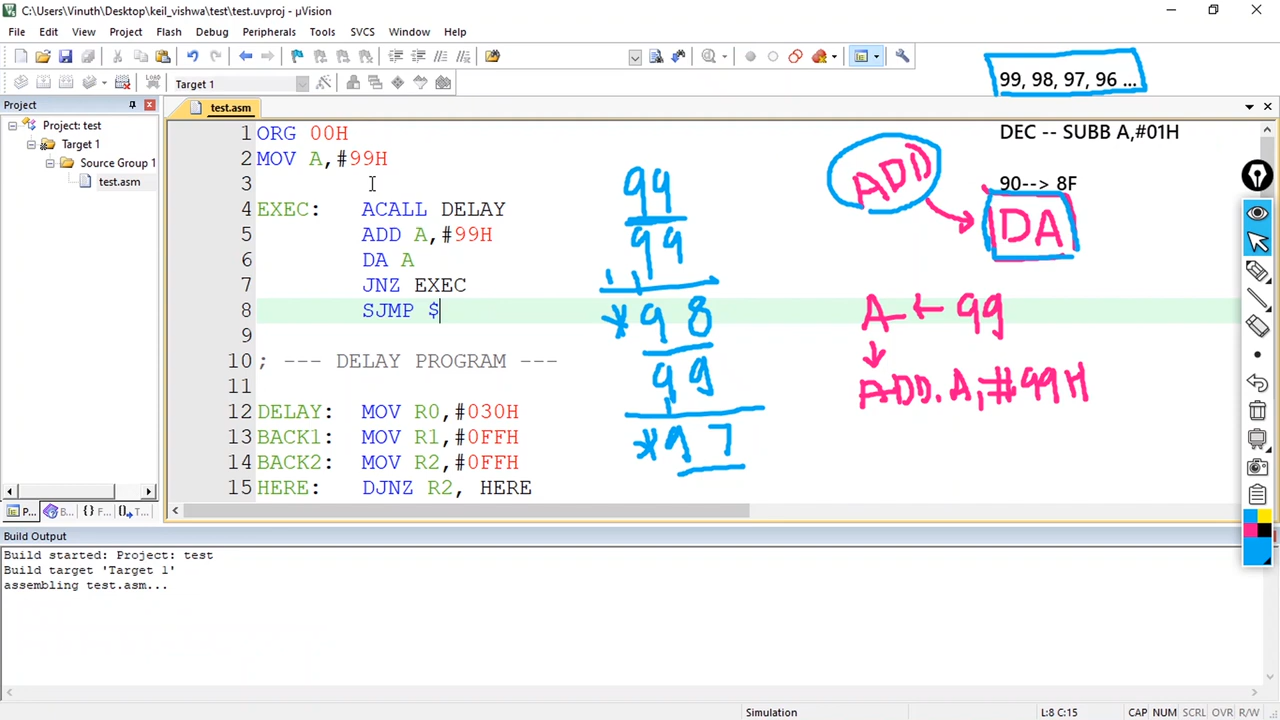 C:\Users\Vinuth\Desktop\keil_vishwa\test\test.uvproj - µVision
File Edit View Project Flash Debug Peripherals Tools SVCS Window Help
Target 1
Project
Project: test
Target 1
Source Group 1
test.asm
P... B... {} F... 0, T...
test.asm
1 ORG 00H
2 MOV A,#99H
3
4 EXEC: ACALL DELAY
5 ADD A,#99H
6 DA A
7 JNZ EXEC
8 SJMP $
9
10 ; --- DELAY PROGRAM ---
11
12 DELAY: MOV R0,#030H
13 BACK1: MOV R1,#0FFH
14 BACK2: MOV R2,#0FFH
15 HERE: DJNZ R2, HERE
99
99
1 1
* 98
99
1
* 97
99, 98, 97, 96 ...
DEC -- SUBB A,#01H
ADD
90--> 8F
DA
A ← 99
ADD. A,#99H
Build Output
Build started: Project: test
Build target 'Target 1'
assembling test.asm...
Simulation L:8 C:15 CAP NUM SCRL OVR R/W